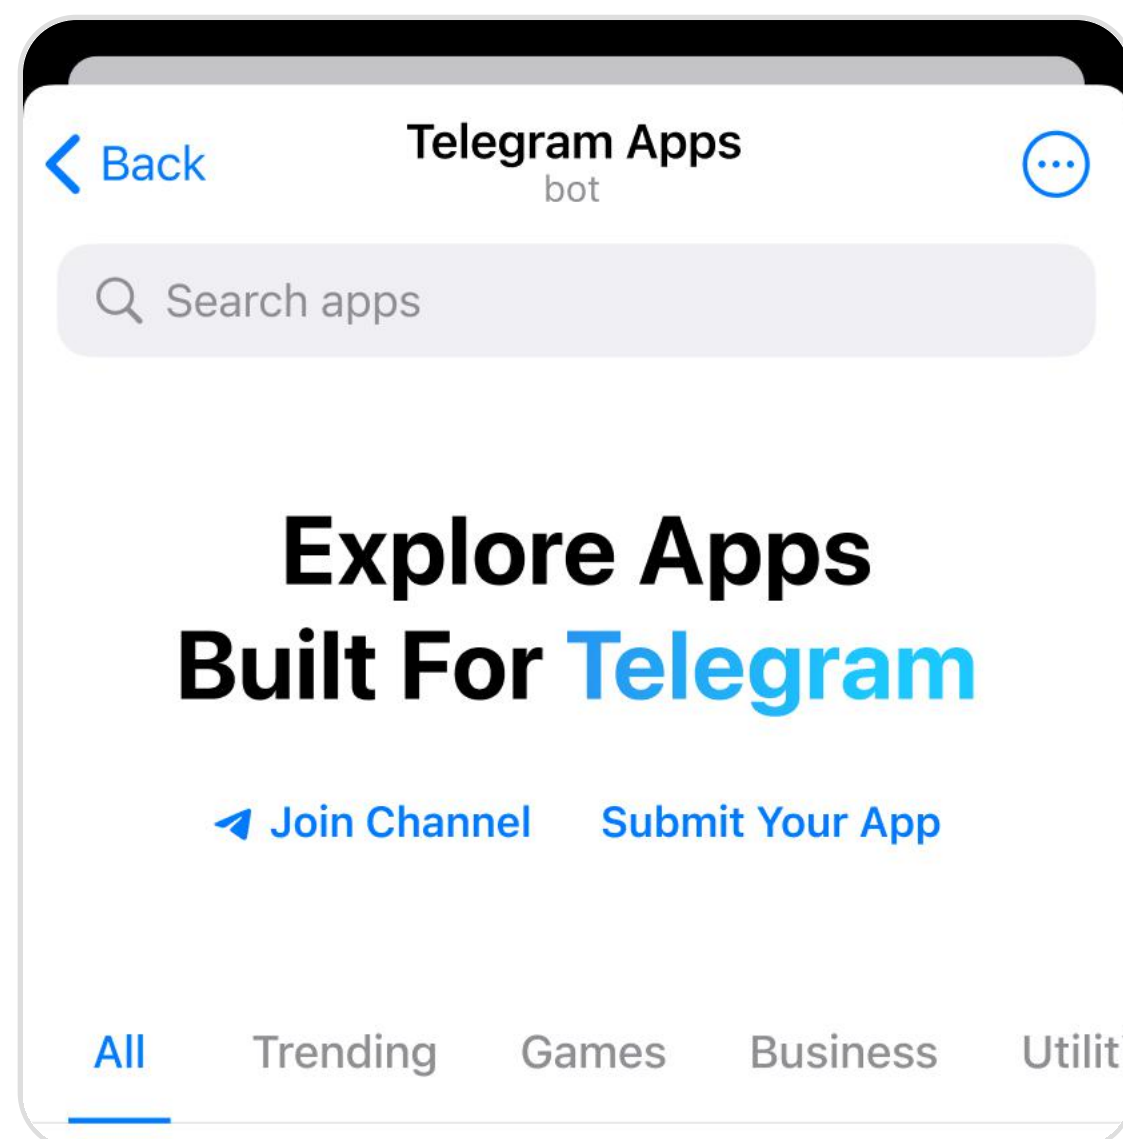 Back
Telegram Apps
bot
Search apps
Explore Apps
Built For Telegram
Join Channel
Submit Your App
All Trending Games Business Utilit